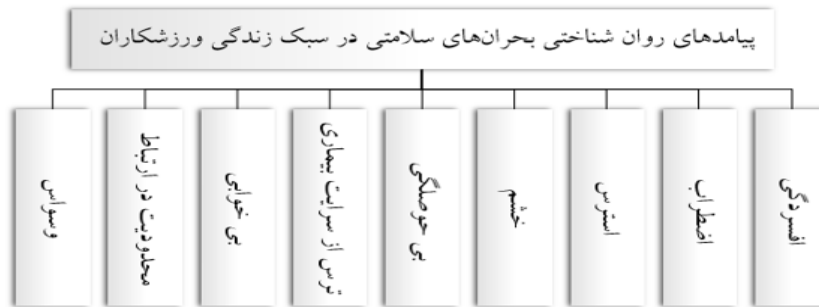 پیامدهای روان شناختی بحران‌های سلامتی در سبک زندگی ورزشکاران
افسردگی
اضطراب
استرس
خشم
بی حوصلگی
ترس از سرایت بیماری
بی خوابی
محدودیت در ارتباط
وسواس